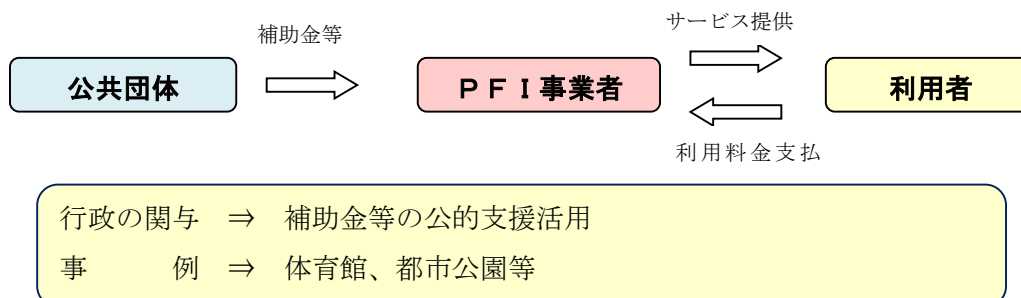 補助金等
サービス提供
公共団体
ＰＦＩ事業者
利用者
利用料金支払
行政の関与　⇒　補助金等の公的支援活用
事　　　例　⇒　体育館、都市公園等